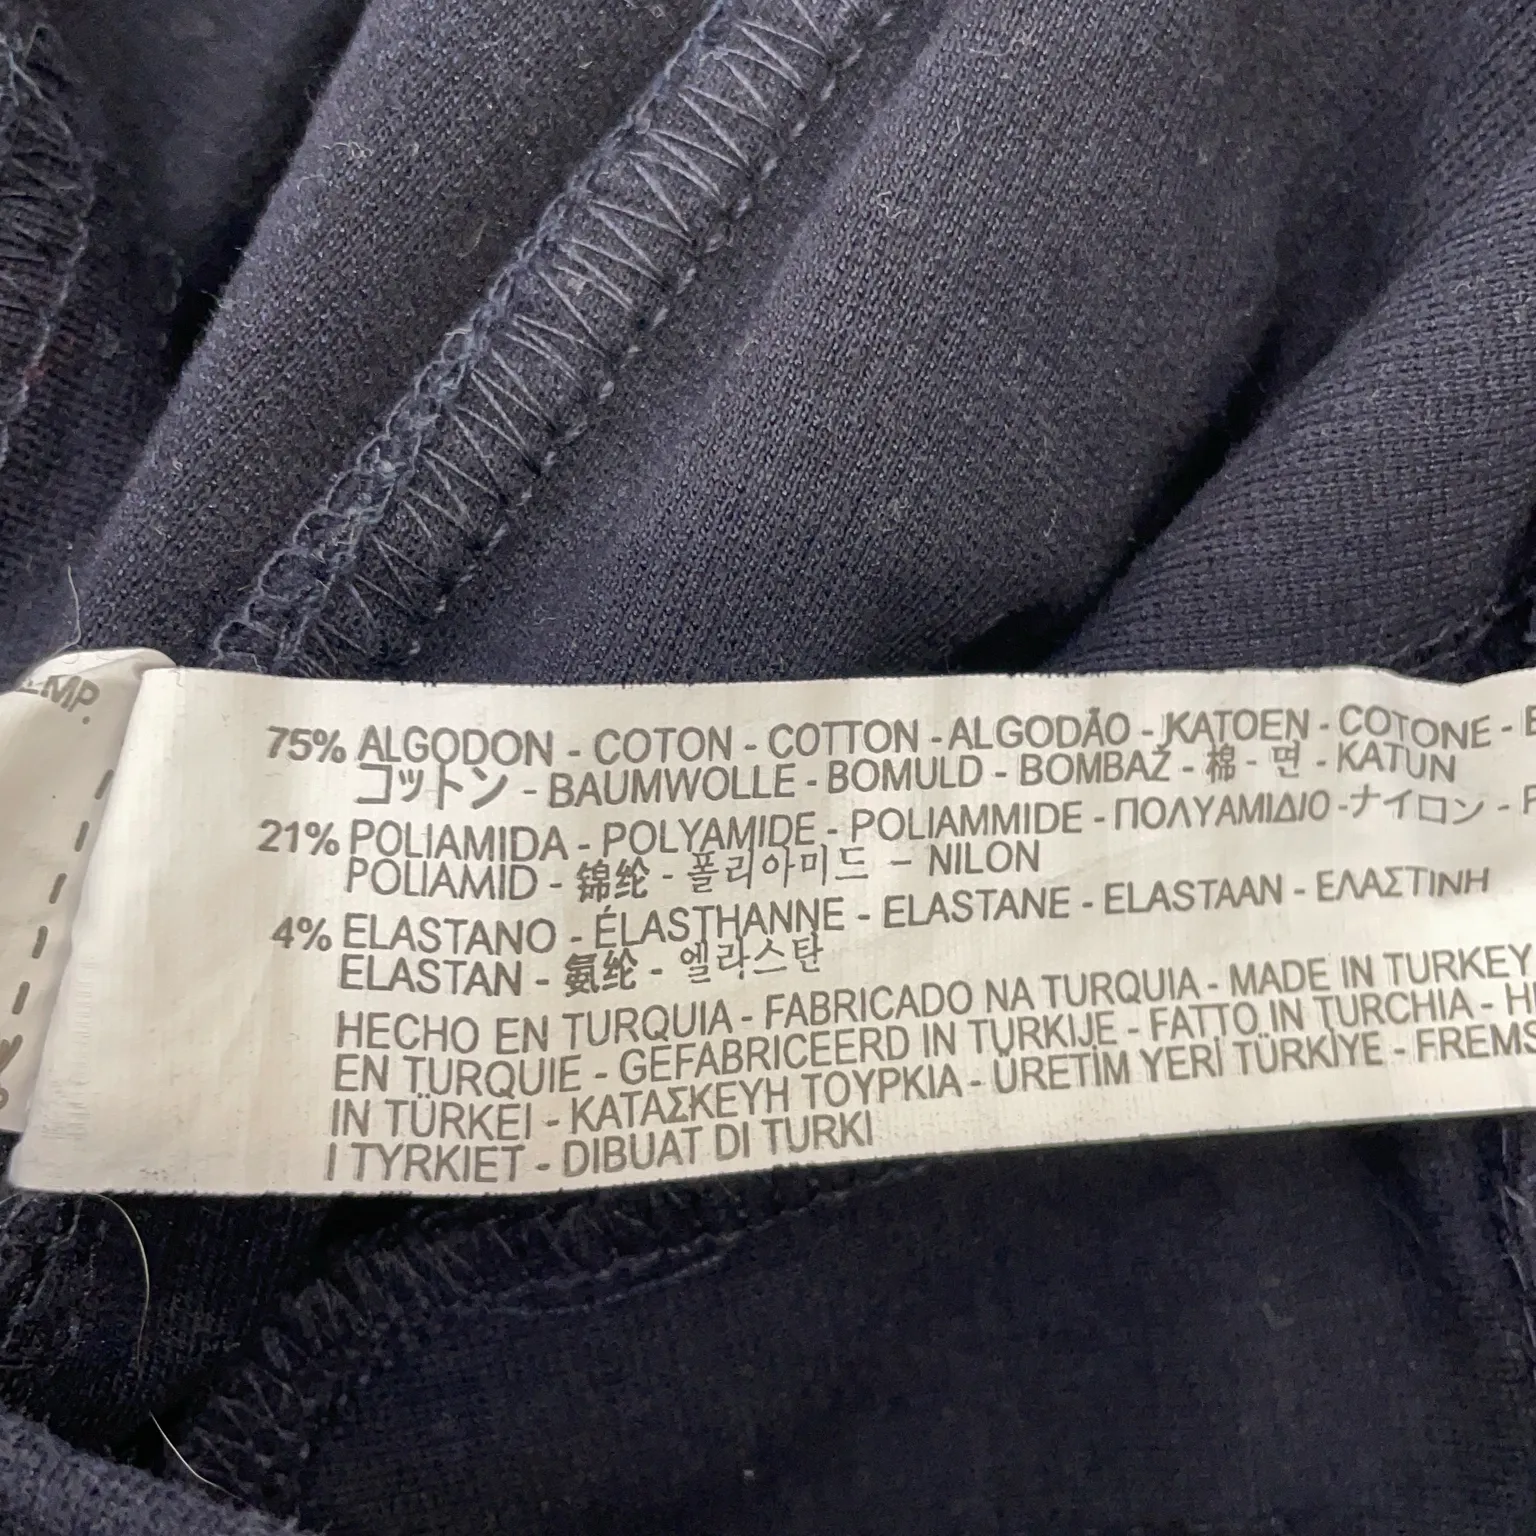 EMP.
75% ALGODON - COTON - COTTON - ALGODÃO - KATOEN - COTONE -
コットン - BAUMWOLLE - BOMULD - BOMBAŽ - 棉 - 면 - KATUN
21% POLIAMIDA - POLYAMIDE - POLIAMMIDE - ΠΟΛΥΑΜΙΔΙΟ -ナイロン -
POLIAMID - 锦纶 - 폴리아미드 - NILON
4% ELASTANO - ÉLASTHANNE - ELASTANE - ELASTAAN - ΕΛΑΣΤΙΝΗ
ELASTAN - 氨纶 - 엘라스탄
HECHO EN TURQUIA - FABRICADO NA TURQUIA - MADE IN TURKEY
EN TURQUIE - GEFABRICEERD IN TURKIJE - FATTO IN TURCHIA -
IN TÜRKEI - ΚΑΤΑΣΚΕΥΗ ΤΟΥΡΚΙΑ - ÜRETİM YERİ TÜRKİYE - FREMS
I TYRKIET - DIBUAT DI TURKI